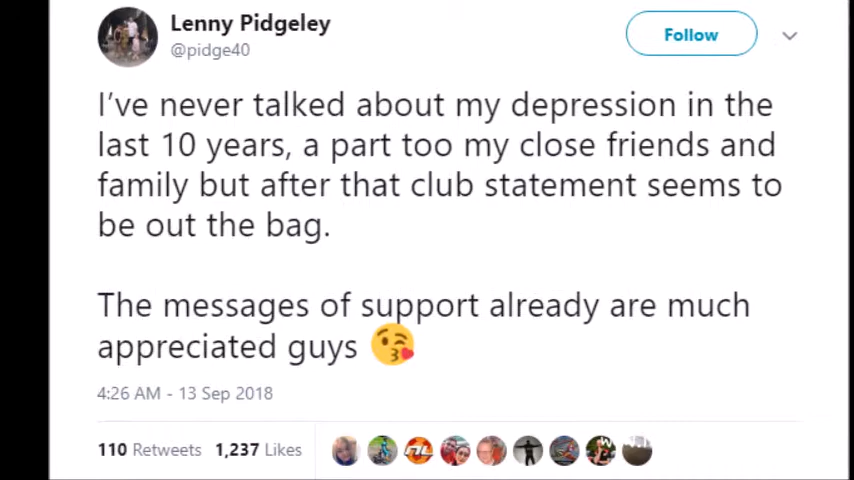 Lenny Pidgeley
@pidge40
Follow
I've never talked about my depression in the
last 10 years, a part too my close friends and
family but after that club statement seems to
be out the bag.
The messages of support already are much
appreciated guys 😘
4:26 AM - 13 Sep 2018
110 Retweets 1,237 Likes